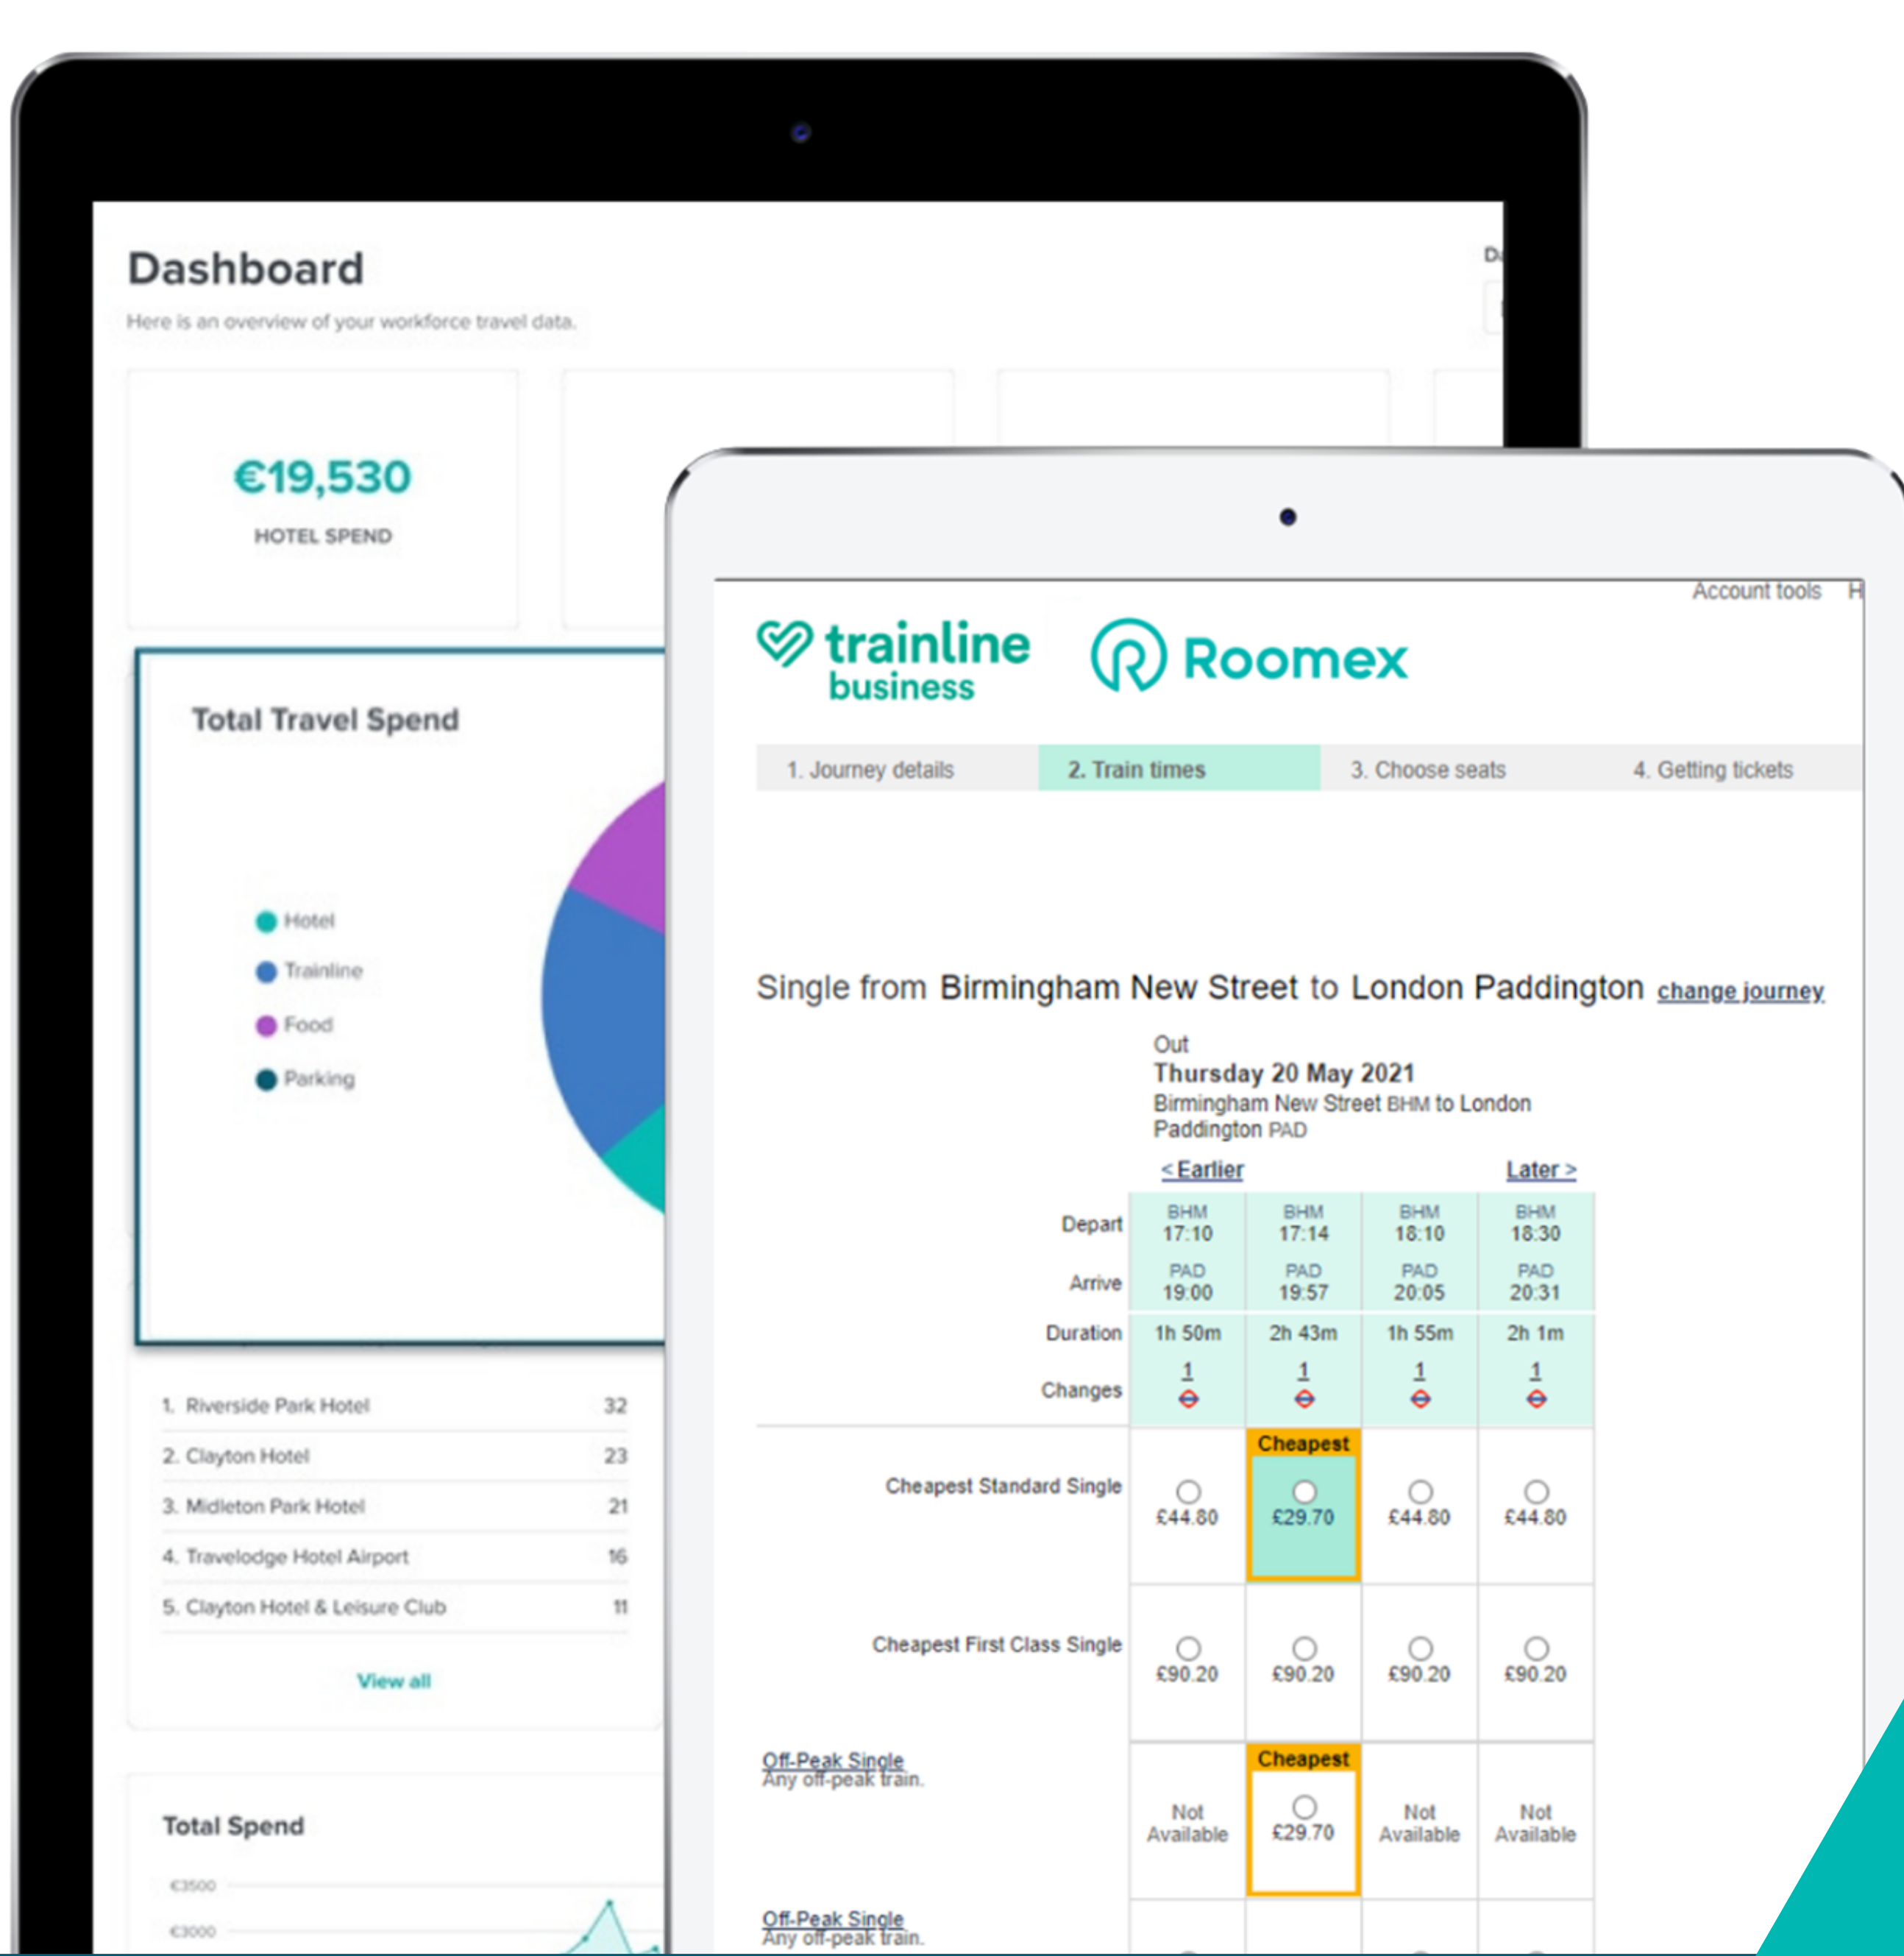 Dashboard
Here is an overview of your workforce travel data.
€19,530
HOTEL SPEND
Total Travel Spend
Hotel
Trainline
Food
Parking
1. Riverside Park Hotel 32
2. Clayton Hotel 23
3. Midleton Park Hotel 21
4. Travelodge Hotel Airport 16
5. Clayton Hotel & Leisure Club 11
View all
Total Spend
€3500
€3000
Account tools
trainline
business
Roomex
1. Journey details 2. Train times 3. Choose seats 4. Getting tickets
Single from Birmingham New Street to London Paddington change journey
Out
Thursday 20 May 2021
Birmingham New Street BHM to London
Paddington PAD
< Earlier Later >
BHM BHM BHM BHM
Depart 17:10 17:14 18:10 18:30
PAD PAD PAD PAD
Arrive 19:00 19:57 20:05 20:31
Duration 1h 50m 2h 43m 1h 55m 2h 1m
Changes 1 1 1 1
Cheapest
Cheapest Standard Single £44.80 £29.70 £44.80 £44.80
Cheapest First Class Single £90.20 £90.20 £90.20 £90.20
Off-Peak Single
Any off-peak train.
Cheapest
Not Available £29.70 Not Available Not Available
Off-Peak Single
Any off-peak train.